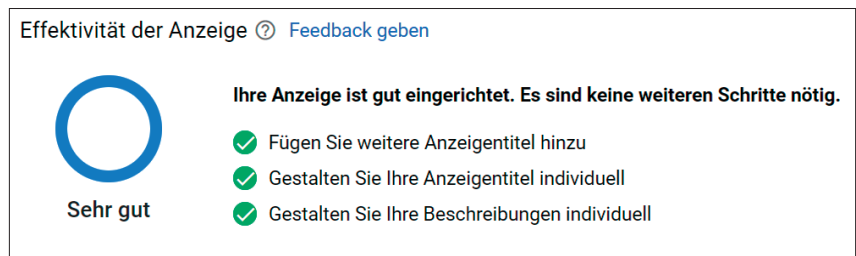 Effektivität der Anzeige ? Feedback geben
Ihre Anzeige ist gut eingerichtet. Es sind keine weiteren Schritte nötig.
Fügen Sie weitere Anzeigentitel hinzu
Gestalten Sie Ihre Anzeigentitel individuell
Gestalten Sie Ihre Beschreibungen individuell
Sehr gut